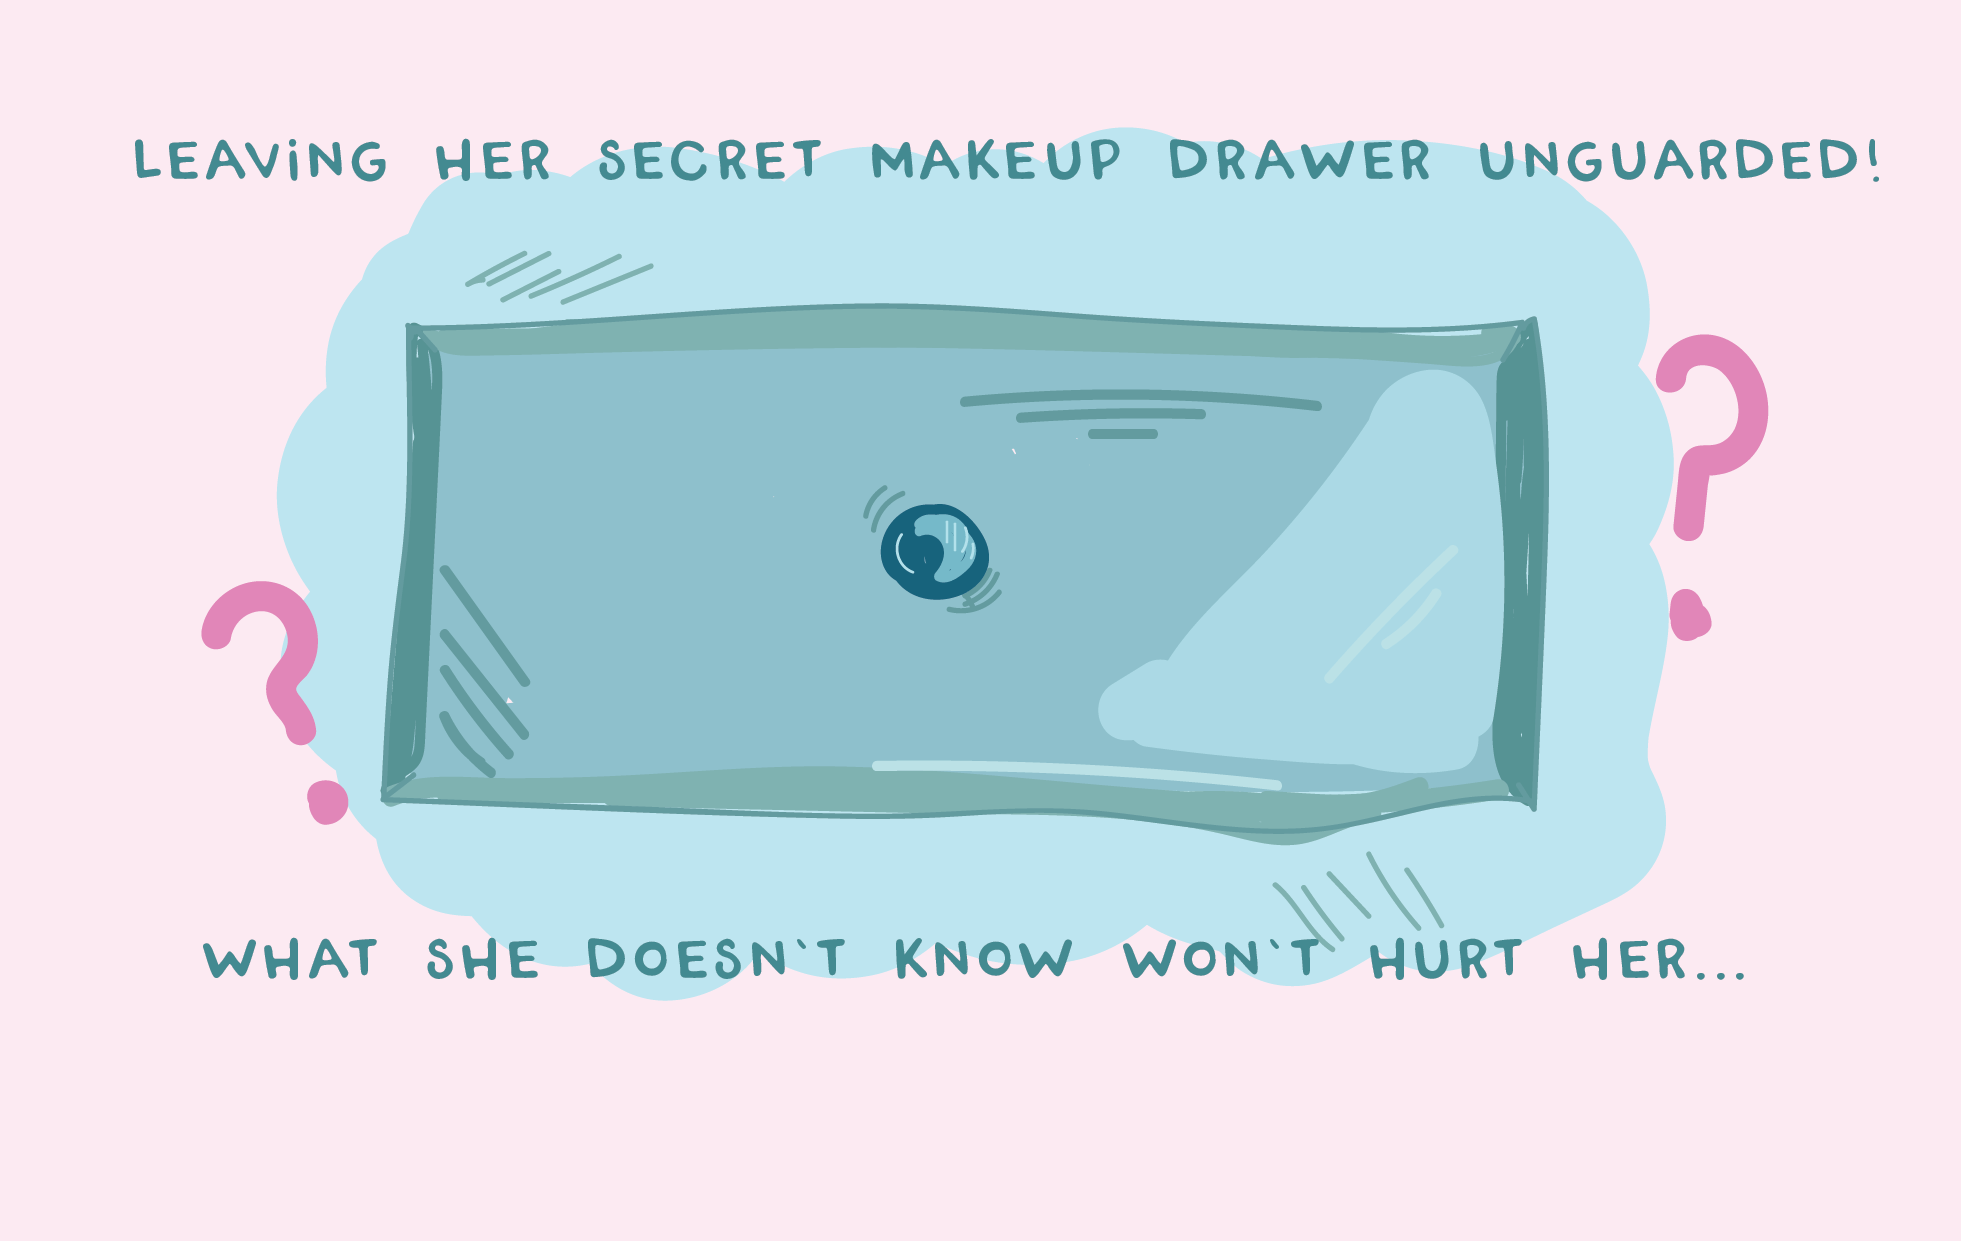 LEAVING HER SECRET MAKEUP DRAWER UNGUARDED!
?
?
WHAT SHE DOESN'T KNOW WON'T HURT HER...